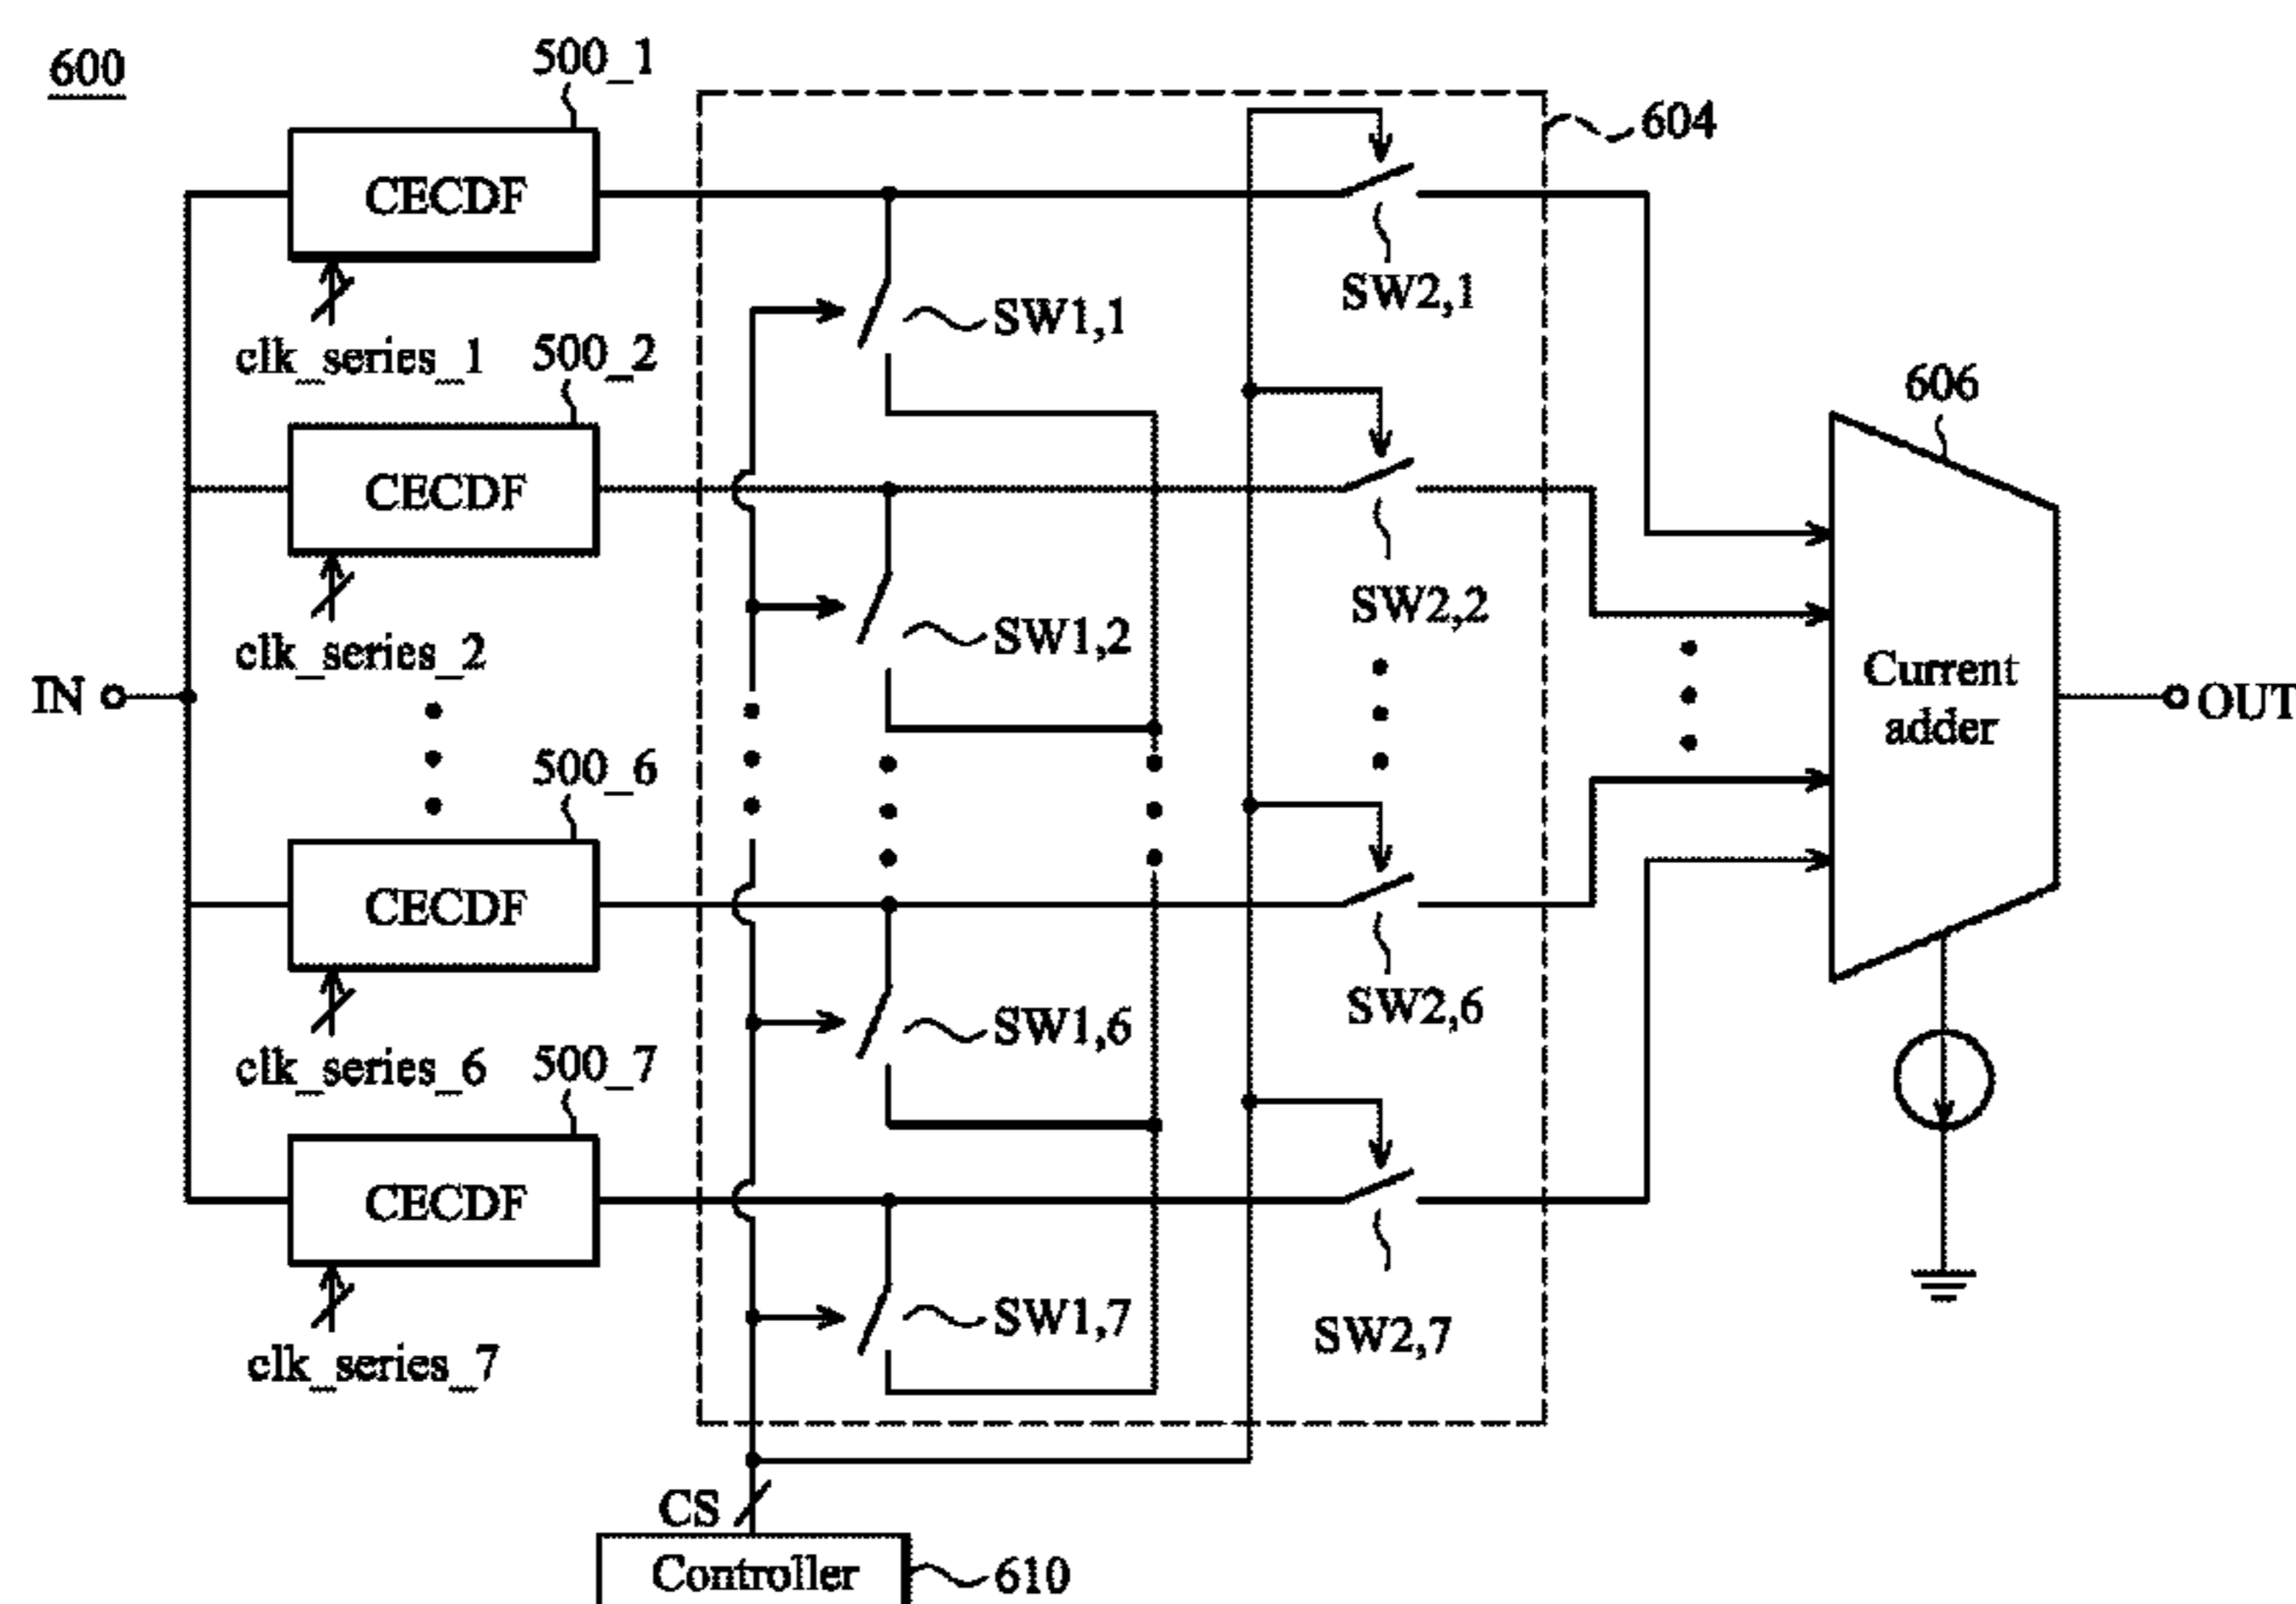 600
500_1
604
CECDF
clk_series_1
SW1,1
SW2,1
500_2
606
CECDF
clk_series_2
SW1,2
SW2,2
IN
Current
adder
OUT
500_6
CECDF
clk_series_6
SW1,6
SW2,6
500_7
CECDF
clk_series_7
SW1,7
SW2,7
CS
Controller
610